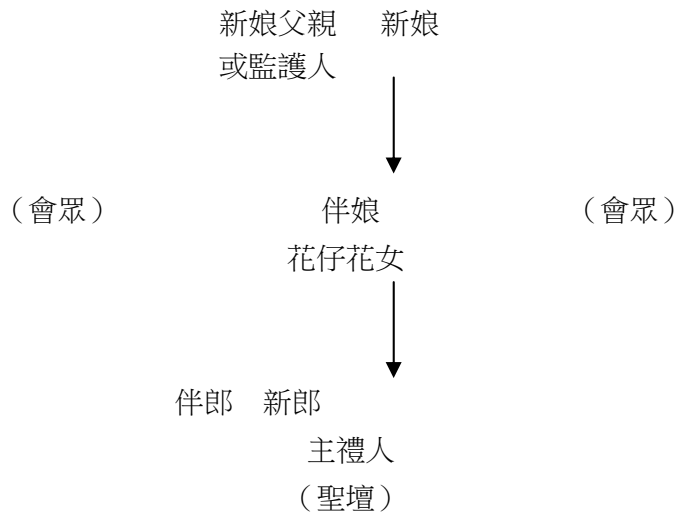 新娘父親　新娘
或監護人
（會眾）　伴娘　（會眾）
花仔花女
伴郎　新郎
主禮人
（聖壇）